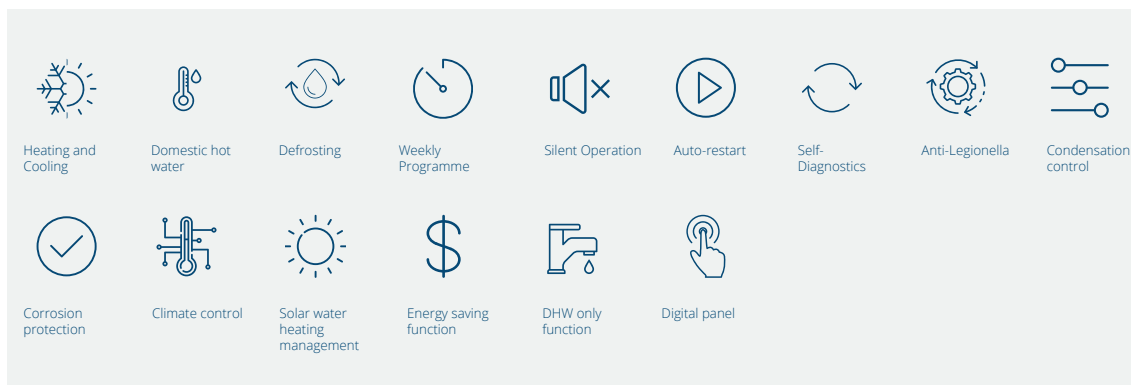 Heating and
Cooling
Domestic hot
water
Defrosting
Weekly
Programme
Silent Operation
Auto-restart
Self-
Diagnostics
Anti-Legionella
Condensation
control
Corrosion
protection
Climate control
Solar water
heating
management
Energy saving
function
DHW only
function
Digital panel